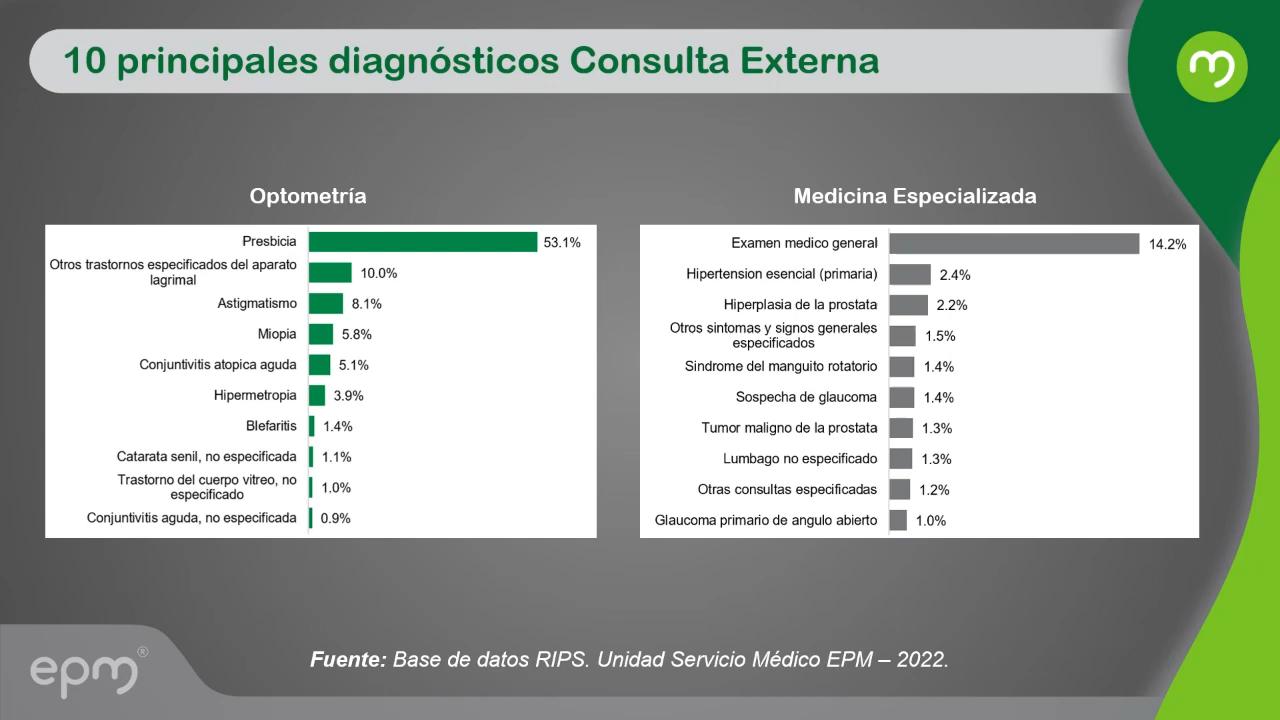 10 principales diagnósticos Consulta Externa
Optometría
Presbicia 53.1%
Otros trastornos especificados del aparato
lagrimal 10.0%
Astigmatismo 8.1%
Miopia 5.8%
Conjuntivitis atopica aguda 5.1%
Hipermetropia 3.9%
Blefaritis 1.4%
Catarata senil, no especificada 1.1%
Trastorno del cuerpo vitreo, no
especificado 1.0%
Conjuntivitis aguda, no especificada 0.9%
Medicina Especializada
Examen medico general 14.2%
Hipertension esencial (primaria) 2.4%
Hiperplasia de la prostata 2.2%
Otros sintomas y signos generales
especificados 1.5%
Sindrome del manguito rotatorio 1.4%
Sospecha de glaucoma 1.4%
Tumor maligno de la prostata 1.3%
Lumbago no especificado 1.3%
Otras consultas especificadas 1.2%
Glaucoma primario de angulo abierto 1.0%
Fuente: Base de datos RIPS. Unidad Servicio Médico EPM – 2022.
epm®